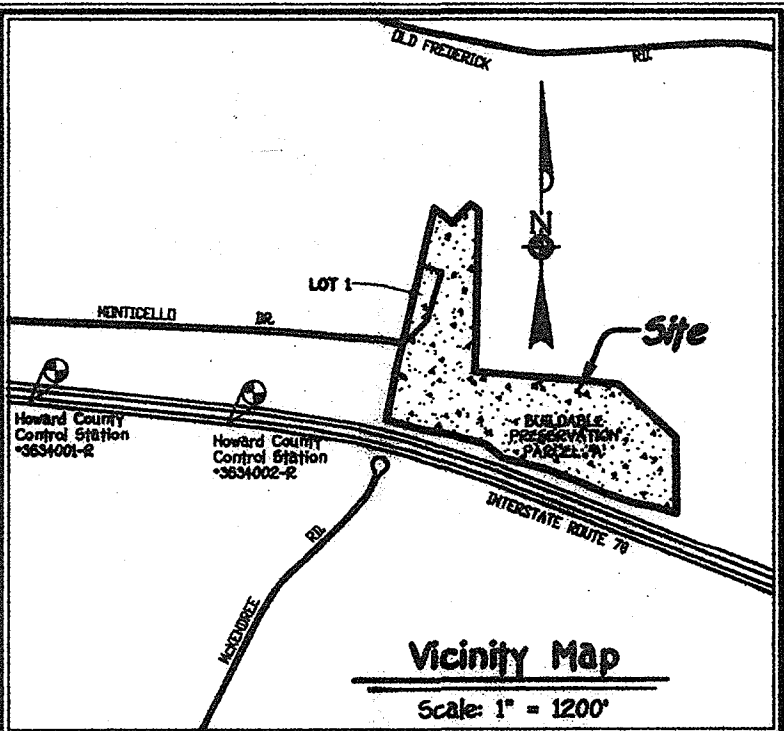 OLD FREDERICK RD.
N
LOT 1
MONTICELLO DR.
Site
BUILDABLE
PRESERVATION
PARCEL 'A'
Howard County
Control Station
*3634001-R
Howard County
Control Station
*3634002-R
INTERSTATE ROUTE 70
McKENDREE RD.
Vicinity Map
Scale: 1" = 1200'